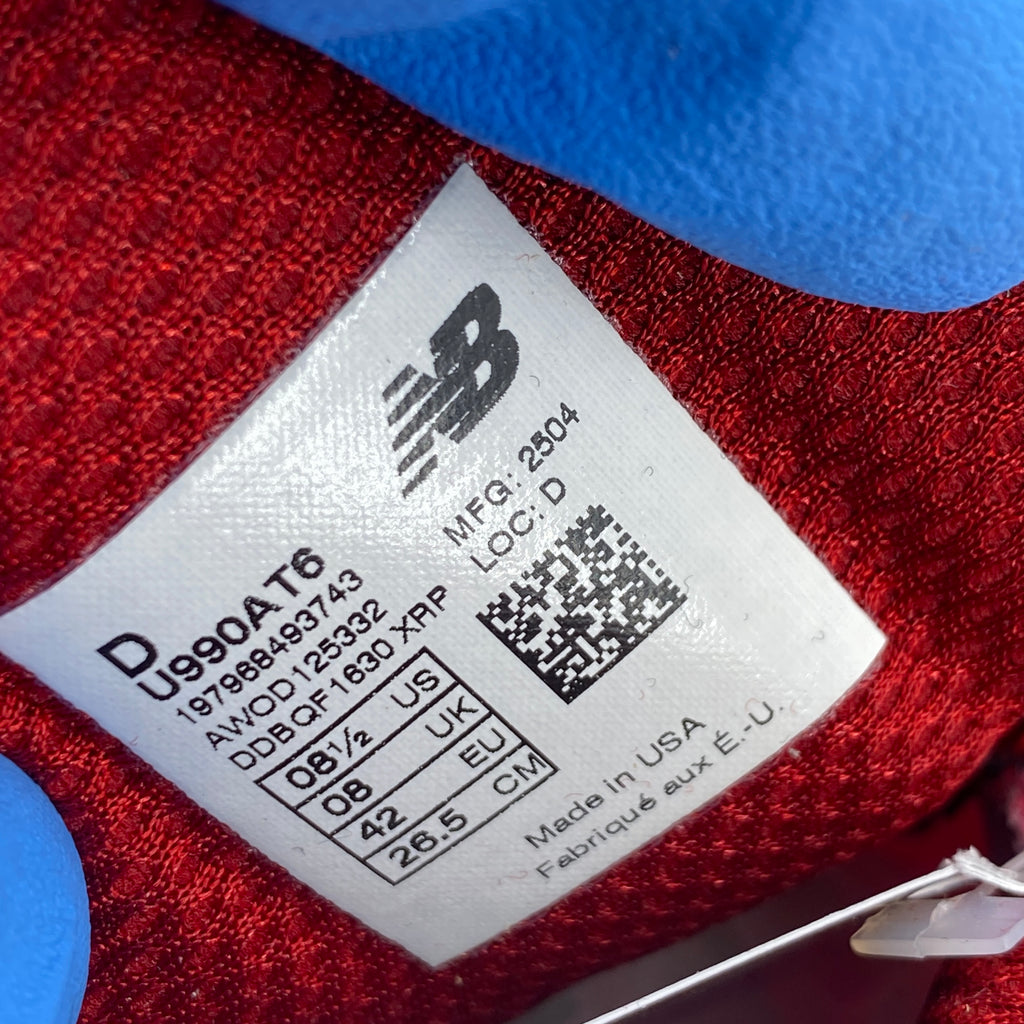 NB
MFG: 2504
LOC: D
D
U990AT6
197968493743
AWOD125332
DDBQF1630 XRP
08½ US
08 UK
42 EU
26.5 CM
Made in USA
Fabriqué aux É.-U.